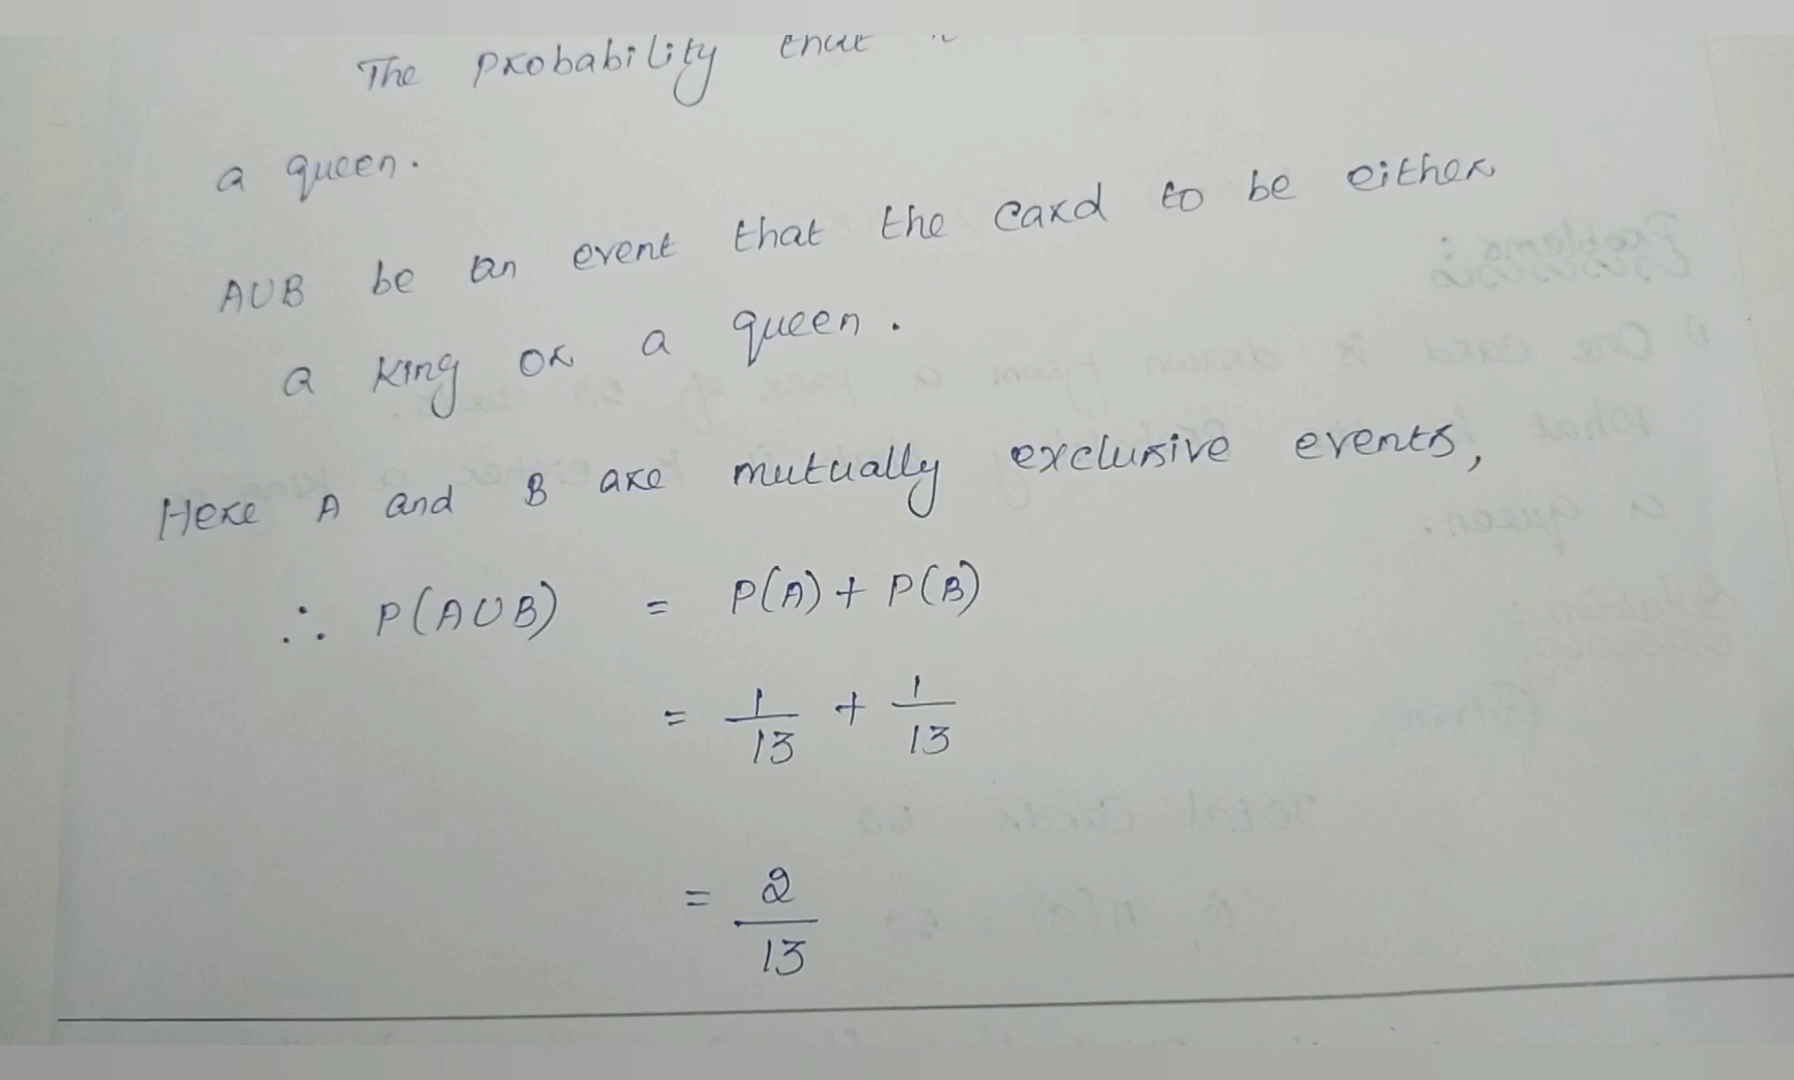 The probability that
a queen.
AUB be an event that the card to be either
a king or a queen.
Here A and B are mutually exclusive events,
∴ P(AUB) = P(A) + P(B)
= 1/13 + 1/13
= 2/13